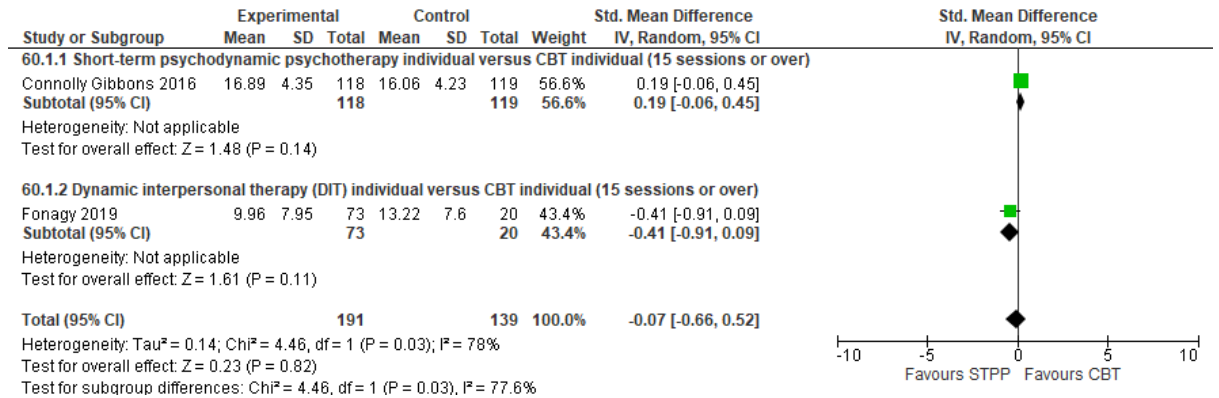 Experimental Control Std. Mean Difference Std. Mean Difference
Study or Subgroup Mean SD Total Mean SD Total Weight IV, Random, 95% CI IV, Random, 95% CI
60.1.1 Short-term psychodynamic psychotherapy individual versus CBT individual (15 sessions or over)
Connolly Gibbons 2016 16.89 4.35 118 16.06 4.23 119 56.6% 0.19 [-0.06, 0.45]
Subtotal (95% CI) 118 119 56.6% 0.19 [-0.06, 0.45]
Heterogeneity: Not applicable
Test for overall effect: Z = 1.48 (P = 0.14)
60.1.2 Dynamic interpersonal therapy (DIT) individual versus CBT individual (15 sessions or over)
Fonagy 2019 9.96 7.95 73 13.22 7.6 20 43.4% -0.41 [-0.91, 0.09]
Subtotal (95% CI) 73 20 43.4% -0.41 [-0.91, 0.09]
Heterogeneity: Not applicable
Test for overall effect: Z = 1.61 (P = 0.11)
Total (95% CI) 191 139 100.0% -0.07 [-0.66, 0.52]
Heterogeneity: Tau² = 0.14; Chi² = 4.46, df = 1 (P = 0.03); I² = 78%
Test for overall effect: Z = 0.23 (P = 0.82)
Test for subgroup differences: Chi² = 4.46, df = 1 (P = 0.03), I² = 77.6%
-10 -5 0 5 10
Favours STPP Favours CBT